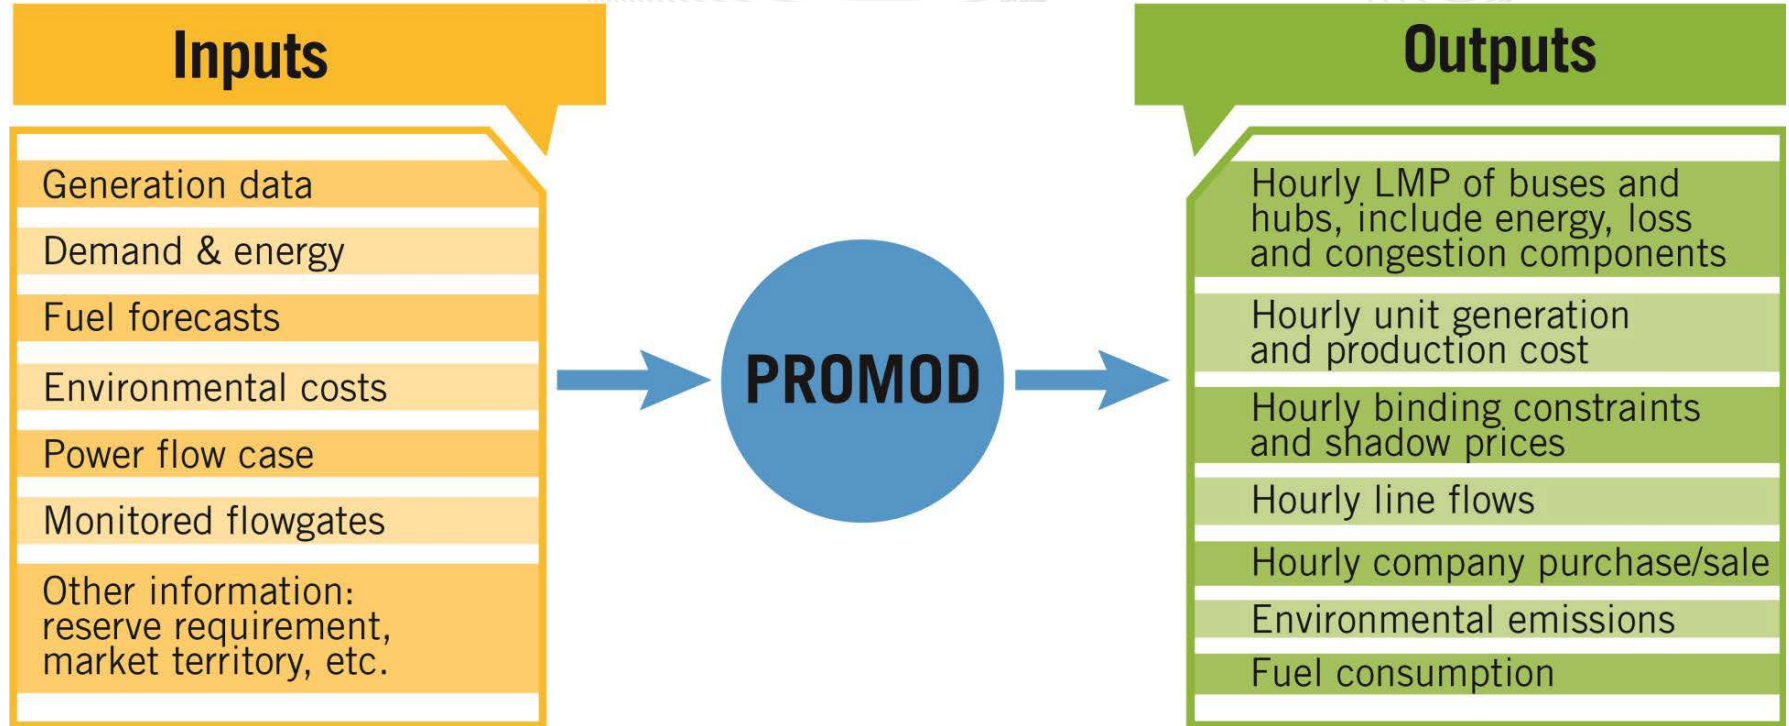 Inputs
Generation data
Demand & energy
Fuel forecasts
Environmental costs
Power flow case
Monitored flowgates
Other information:
reserve requirement,
market territory, etc.
PROMOD
Outputs
Hourly LMP of buses and
hubs, include energy, loss
and congestion components
Hourly unit generation
and production cost
Hourly binding constraints
and shadow prices
Hourly line flows
Hourly company purchase/sale
Environmental emissions
Fuel consumption